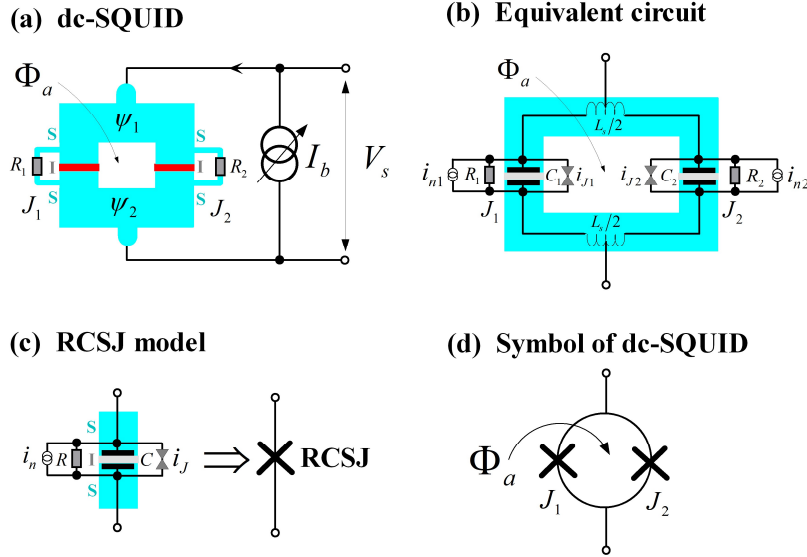 (a) dc-SQUID
Φa
ψ1
S S
R1 I I R2
S S
J1 ψ2 J2
Ib
Vs
(b) Equivalent circuit
Φa
Ls/2
in1 R1 C1 iJ1 iJ2 C2 R2 in2
J1 J2
Ls/2
(c) RCSJ model
S
in R I C iJ
S
RCSJ
(d) Symbol of dc-SQUID
Φa
J1 J2